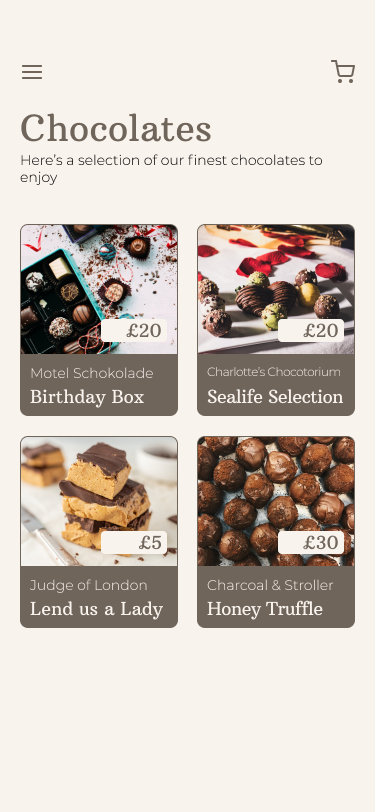 Chocolates
Here's a selection of our finest chocolates to
enjoy
£20
Motel Schokolade
Birthday Box
£20
Charlotte's Chocotorium
Sealife Selection
£5
Judge of London
Lend us a Lady
£30
Charcoal & Stroller
Honey Truffle